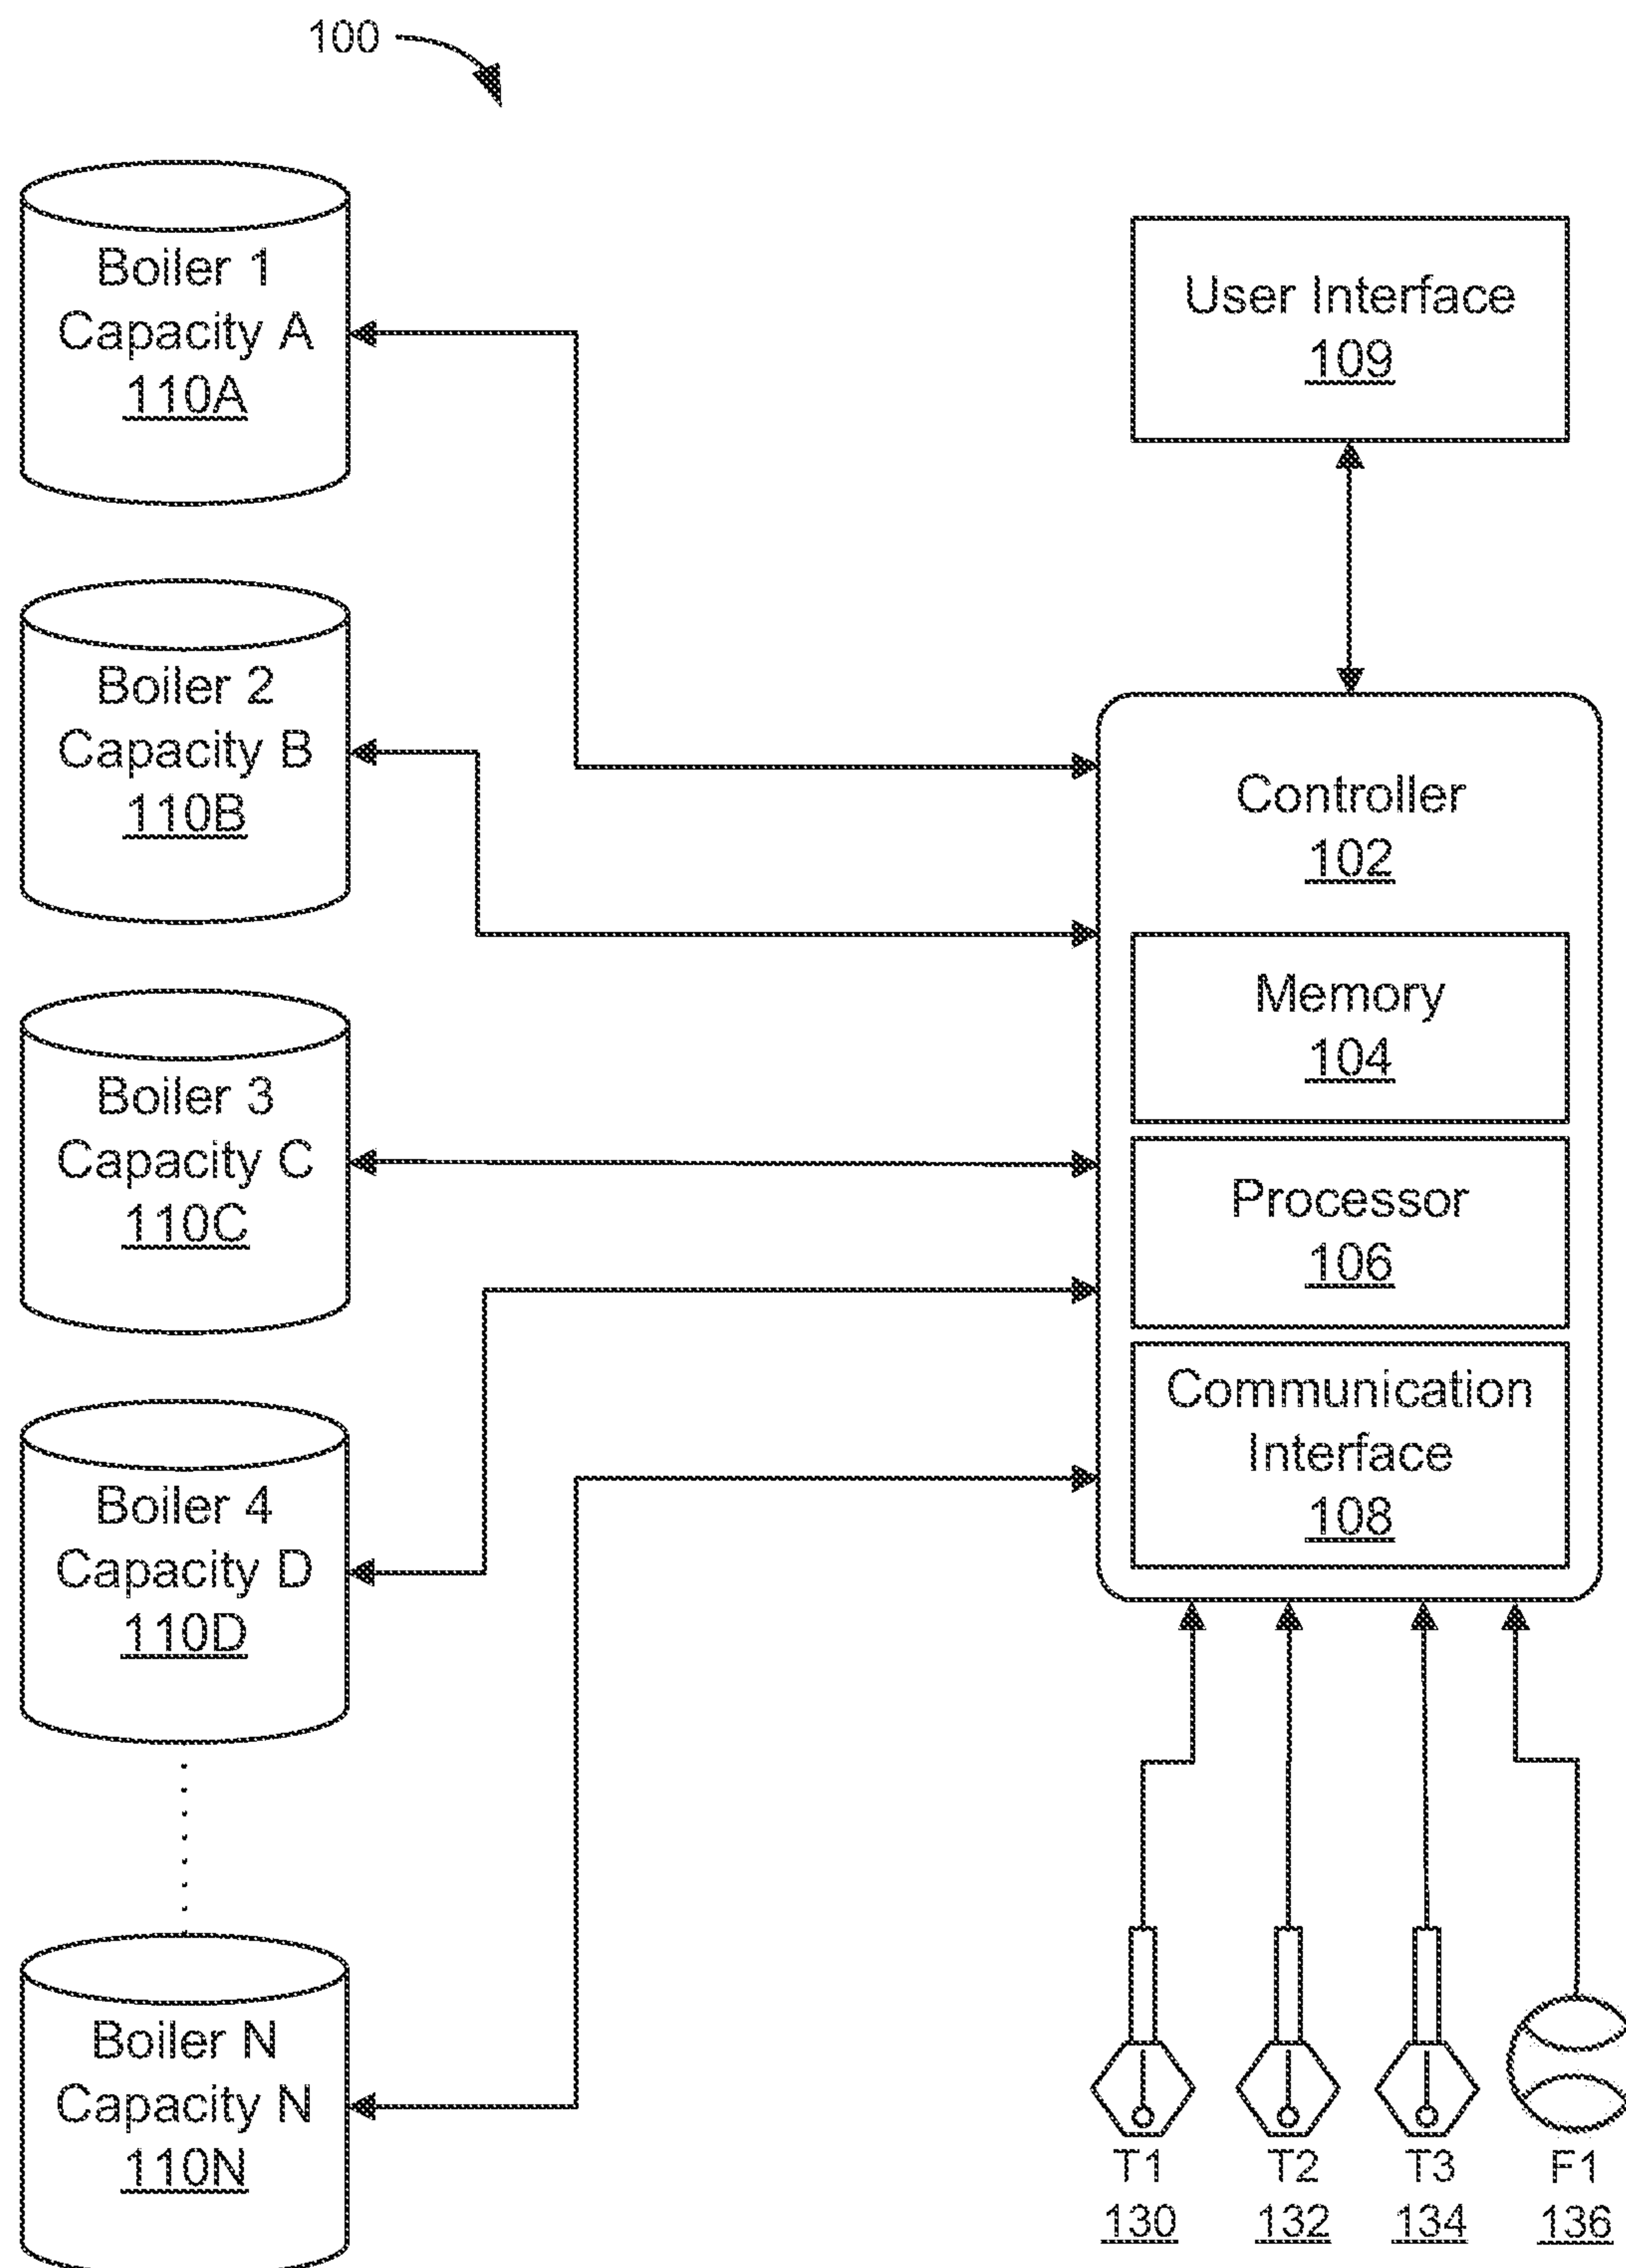 100
Boiler 1
Capacity A
110A
User Interface
109
Boiler 2
Capacity B
110B
Controller
102
Memory
104
Boiler 3
Capacity C
110C
Processor
106
Communication
Interface
108
Boiler 4
Capacity D
110D
Boiler N
Capacity N
110N
T1
130
T2
132
T3
134
F1
136